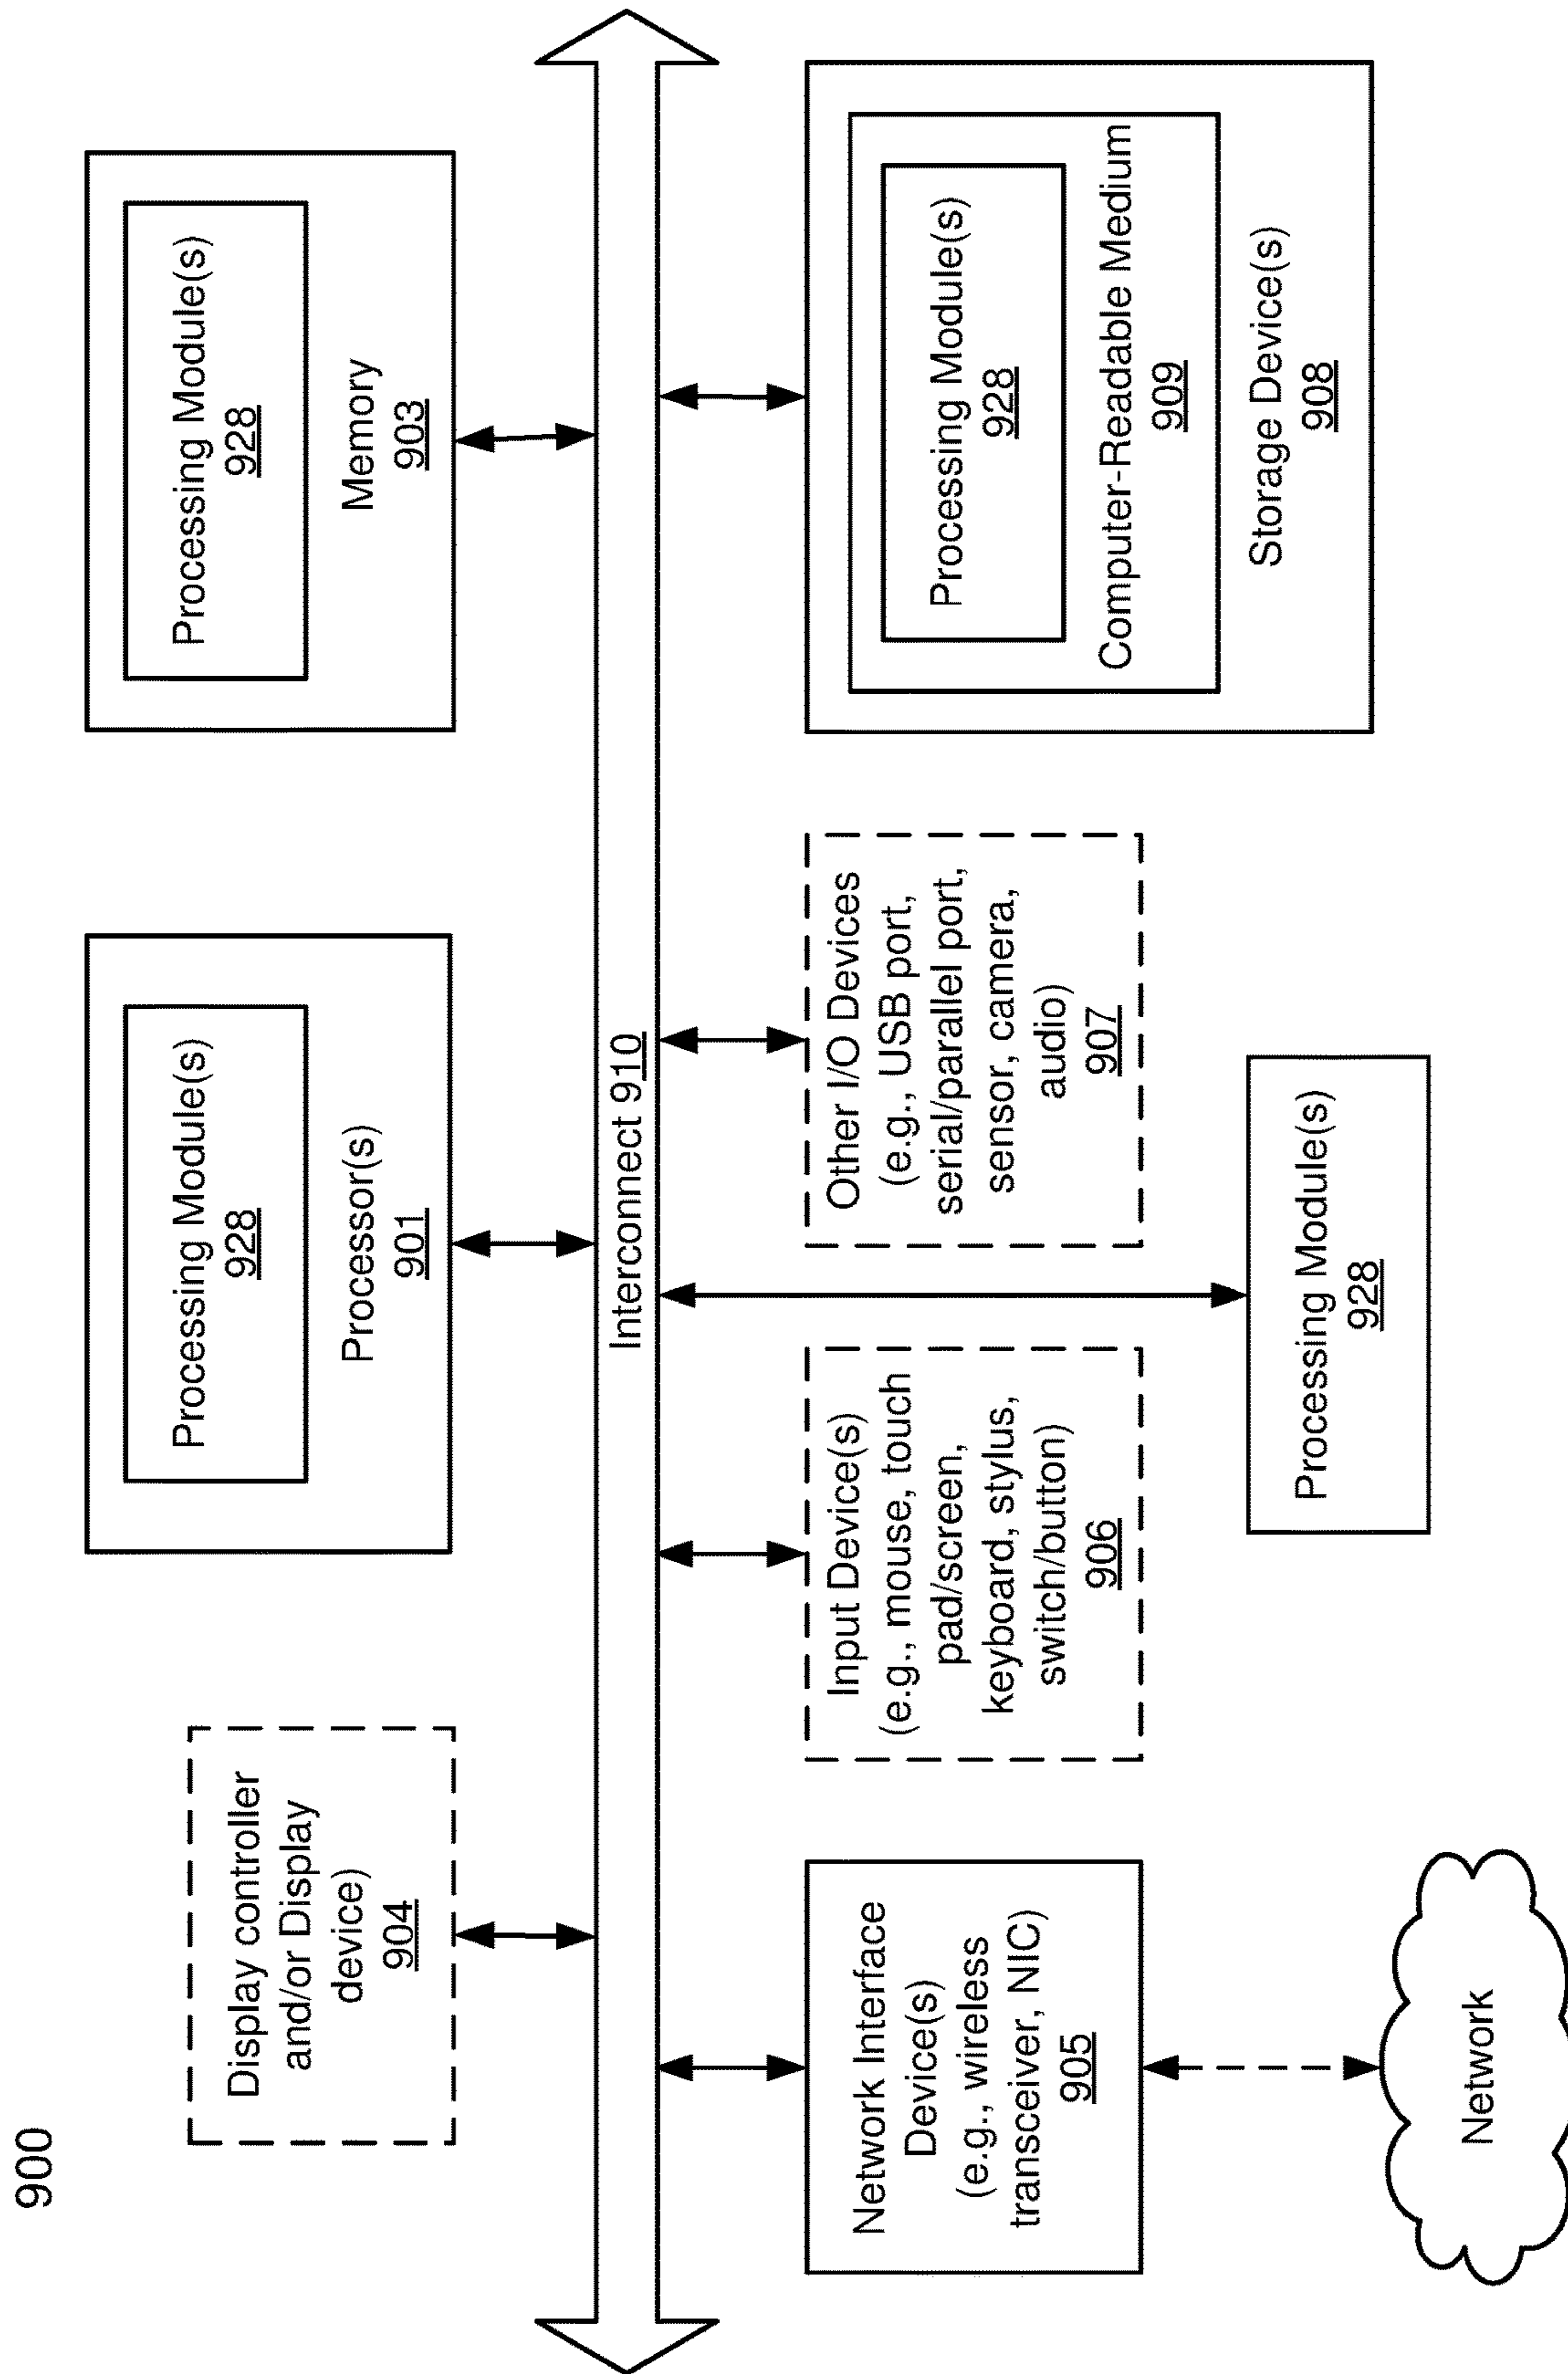 900
Display controller
and/or Display
device)
904
Processing Module(s)
928
Processor(s)
901
Processing Module(s)
928
Memory
903
Interconnect 910
Network Interface
Device(s)
(e.g., wireless
transceiver, NIC)
905
Input Device(s)
(e.g., mouse, touch
pad/screen,
keyboard, stylus,
switch/button)
906
Other I/O Devices
(e.g., USB port,
serial/parallel port,
sensor, camera,
audio)
907
Processing Module(s)
928
Computer-Readable Medium
909
Storage Device(s)
908
Processing Module(s)
928
Network